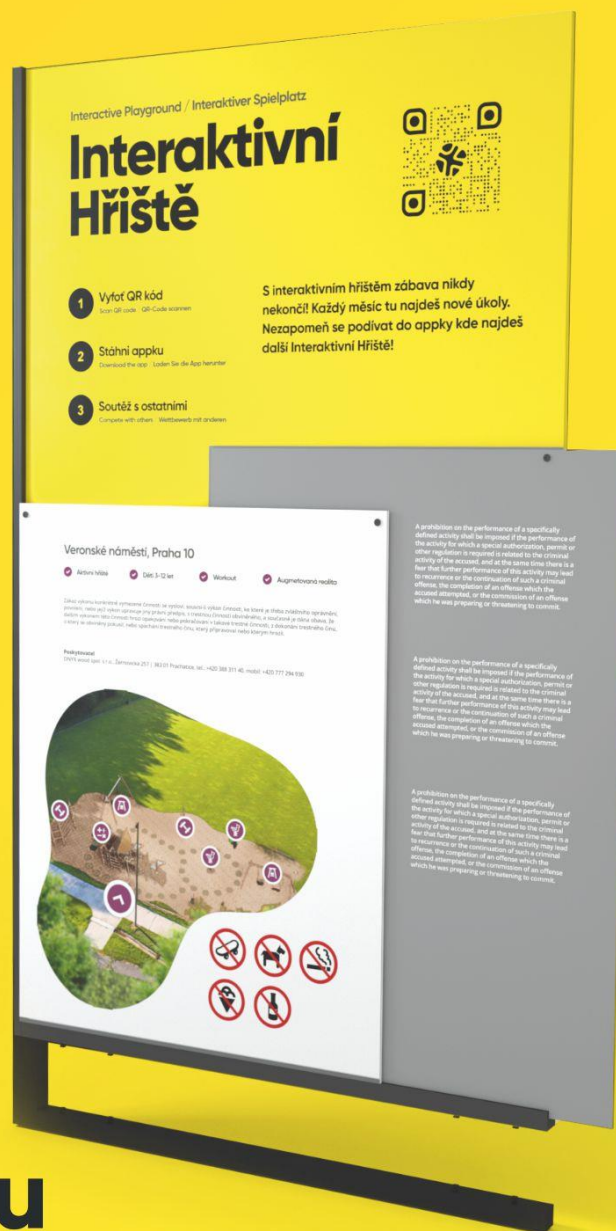 Interactive Playground / Interaktiver Spielplatz
Interaktivní
Hřiště
1
Vyfoť QR kód
Scan QR code QR-Code scannen
2
Stáhni appku
Download the app Laden Sie die App herunter
3
Soutěž s ostatními
Compete with others Wettbewerb mit anderen
S interaktivním hřištěm zábava nikdy
nekončí! Každý měsíc tu najdeš nové úkoly.
Nezapomeň se podívat do appky kde najdeš
další Interaktivní Hřiště!
Veronské náměstí, Praha 10
Aktivní hřiště
Děti 3-12 let
Workout
Augmetovaná realita
Poskytovatel
A prohibition on the performance of a specifically
defined activity shall be imposed if the performance of
the activity for which a special authorization, permit or
other regulation is required is related to the criminal
activity of the accused, and at the same time there is a
fear that further performance of this activity may lead
to recurrence or the continuation of such a criminal
offense, the completion of an offense which the
accused attempted, or the commission of an offense
which he was preparing or threatening to commit.
A prohibition on the performance of a specifically
defined activity shall be imposed if the performance of
the activity for which a special authorization, permit or
other regulation is required is related to the criminal
activity of the accused, and at the same time there is a
fear that further performance of this activity may lead
to recurrence or the continuation of such a criminal
offense, the completion of an offense which the
accused attempted, or the commission of an offense
which he was preparing or threatening to commit.
A prohibition on the performance of a specifically
defined activity shall be imposed if the performance of
the activity for which a special authorization, permit or
other regulation is required is related to the criminal
activity of the accused, and at the same time there is a
fear that further performance of this activity may lead
to recurrence or the continuation of such a criminal
offense, the completion of an offense which the
accused attempted, or the commission of an offense
which he was preparing or threatening to commit.
u